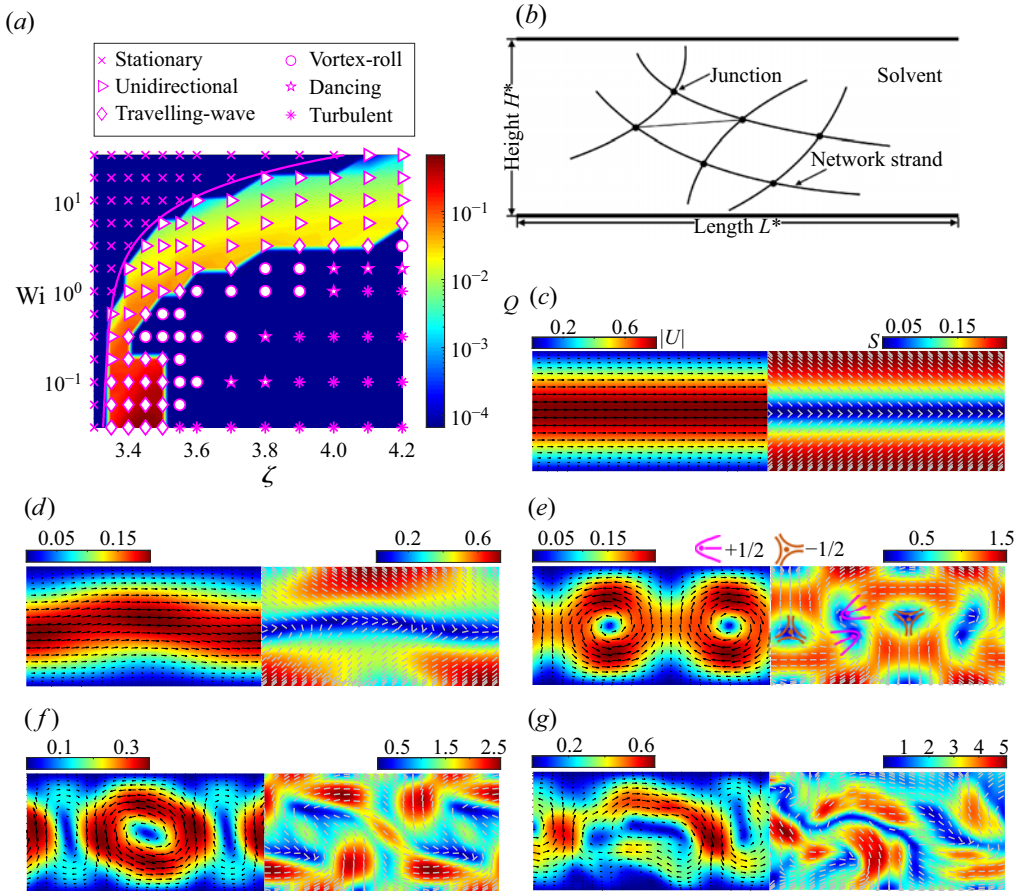 (a)
× Stationary ○ Vortex-roll
▷ Unidirectional ☆ Dancing
◇ Travelling-wave ✳ Turbulent
Wi
10¹
10⁰
10⁻¹
3.4 3.6 3.8 4.0 4.2
ζ
10⁻¹
10⁻²
10⁻³
10⁻⁴
Q
(b)
Height H*
Junction
Solvent
Network strand
Length L*
(c)
0.2 0.6 |U| S 0.05 0.15
(d)
0.05 0.15 0.2 0.6
(e)
0.05 0.15 +1/2 −1/2 0.5 1.5
(f)
0.1 0.3 0.5 1.5 2.5
(g)
0.2 0.6 1 2 3 4 5